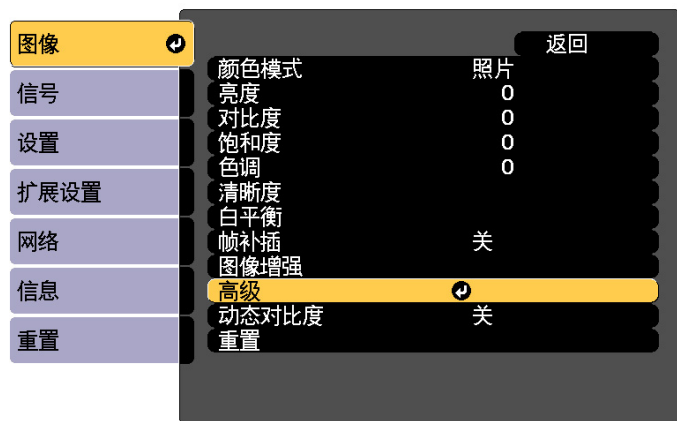 图像
信号
设置
扩展设置
网络
信息
重置
返回
颜色模式 照片
亮度 0
对比度 0
饱和度 0
色调 0
清晰度
白平衡
帧补插 关
图像增强
高级
动态对比度 关
重置